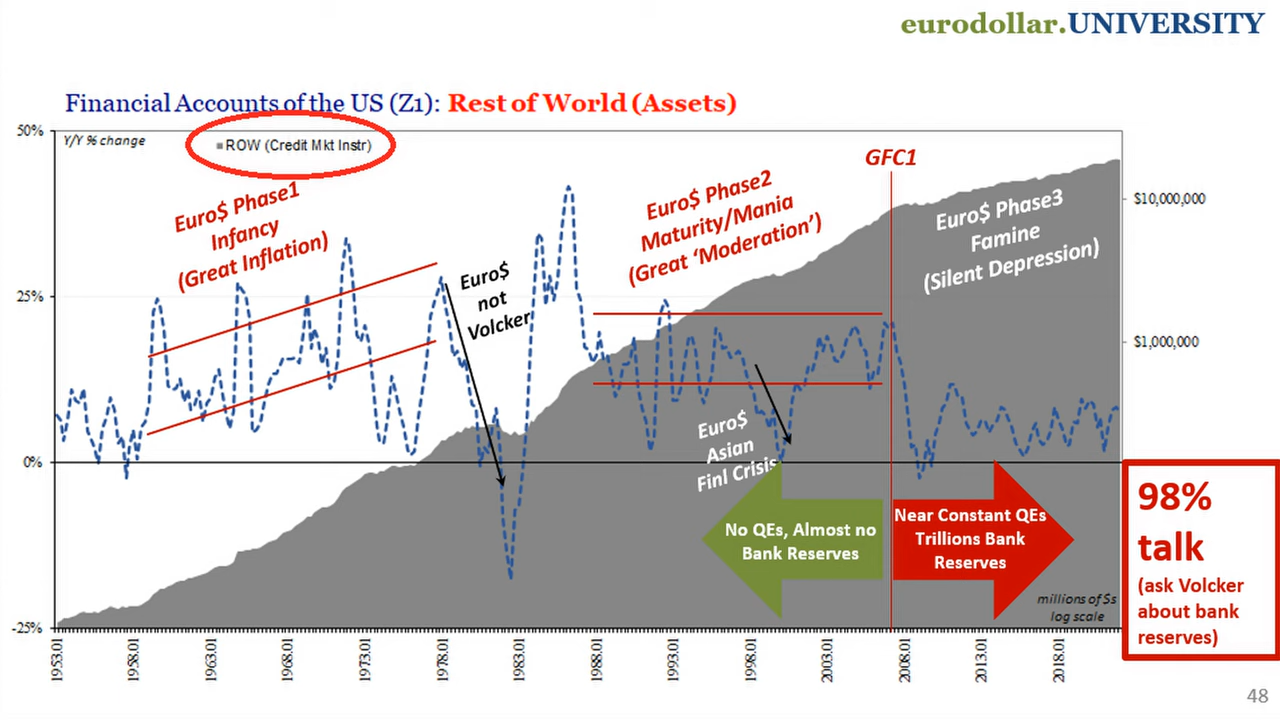 eurodollar.UNIVERSITY
Financial Accounts of the US (Z1): Rest of World (Assets)
50%
25%
0%
-25%
Y/Y % change
ROW (Credit Mkt Instr)
Euro$ Phase1
Infancy
(Great Inflation)
Euro$
not
Volcker
Euro$ Phase2
Maturity/Mania
(Great 'Moderation')
GFC1
Euro$ Phase3
Famine
(Silent Depression)
$10,000,000
$1,000,000
Euro$
Asian
Finl Crisis
No QEs, Almost no
Bank Reserves
Near Constant QEs
Trillions Bank
Reserves
millions of $s
log scale
98%
talk
(ask Volcker
about bank
reserves)
1953.01
1958.01
1963.01
1968.01
1973.01
1978.01
1983.01
1988.01
1993.01
1998.01
2003.01
2008.01
2013.01
2018.01
48